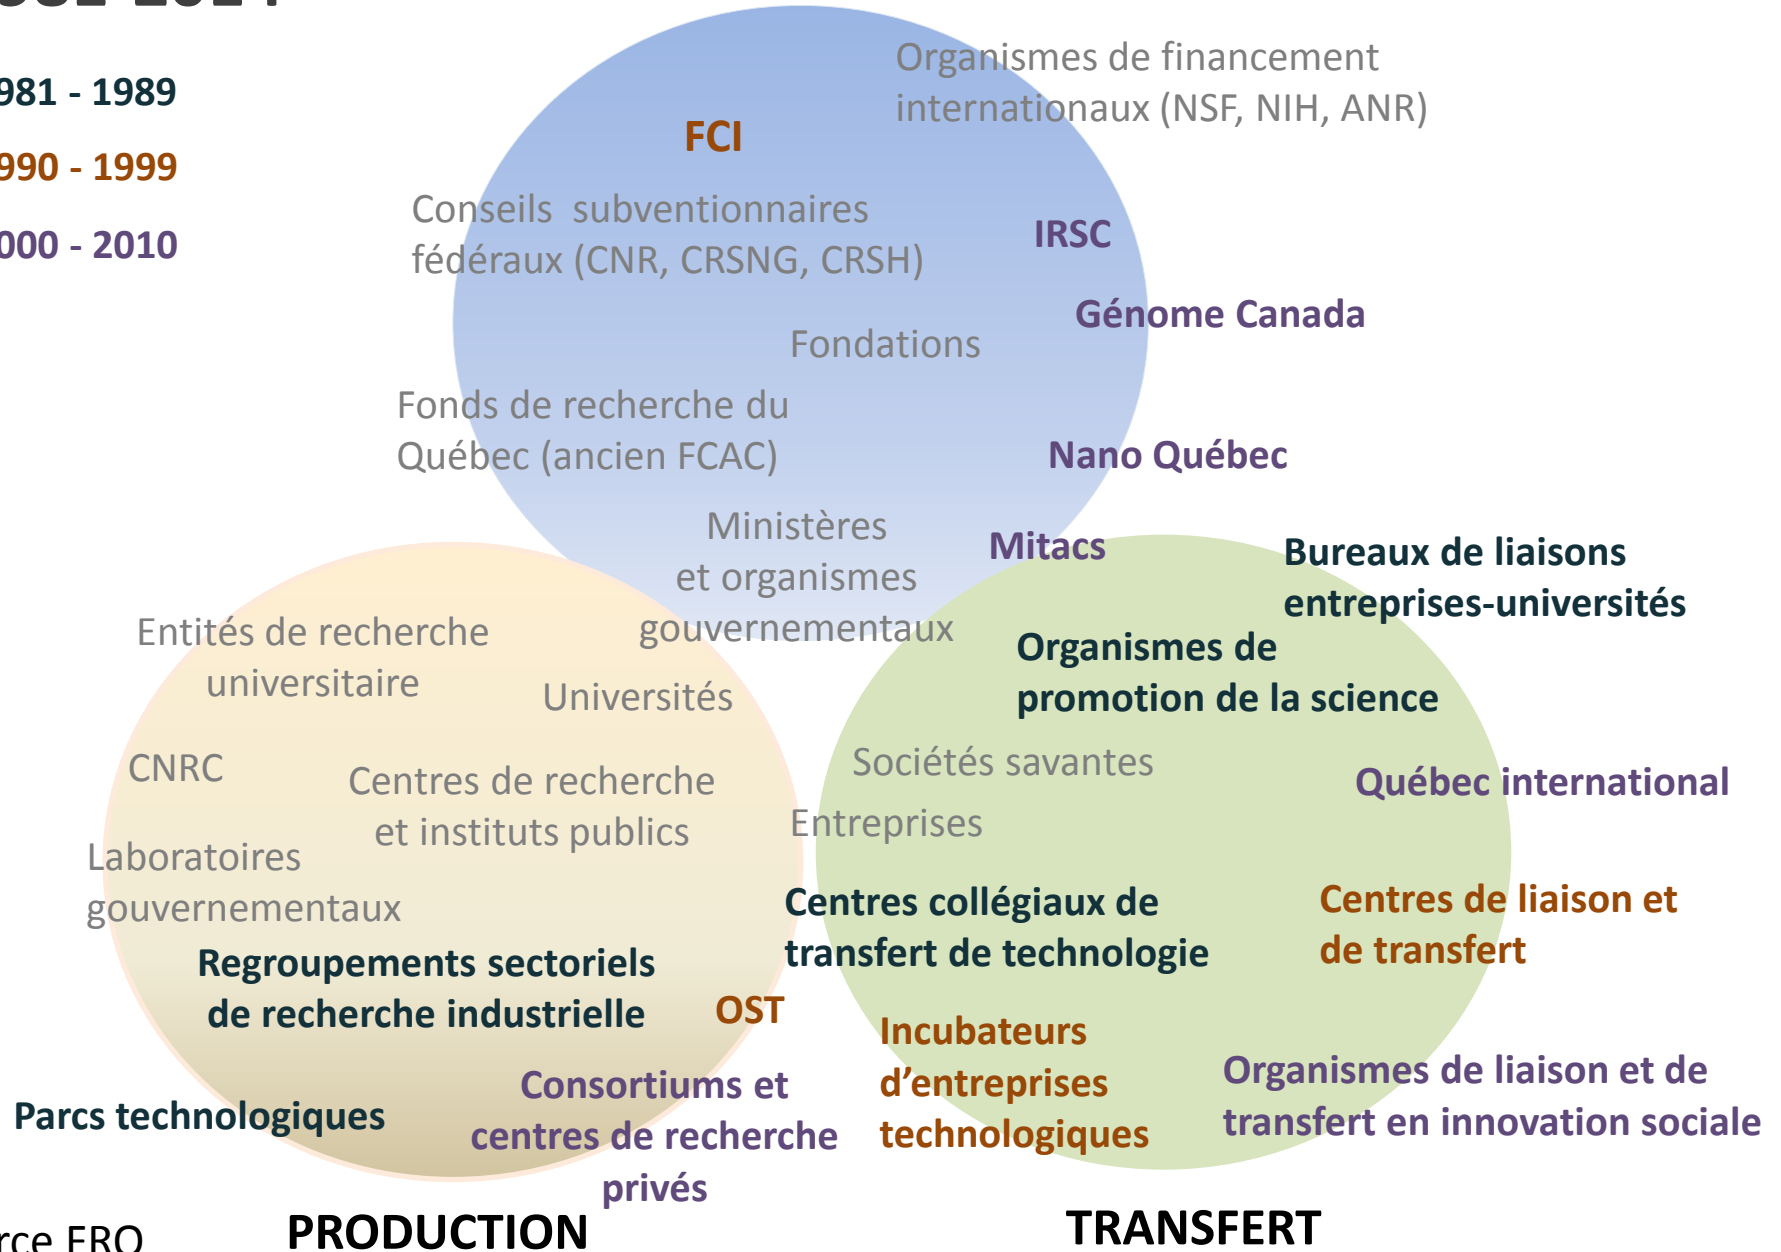 981 - 1989
990 - 1999
000 - 2010
Organismes de financement
internationaux (NSF, NIH, ANR)
FCI
Conseils subventionnaires
fédéraux (CNR, CRSNG, CRSH)
IRSC
Génome Canada
Fondations
Fonds de recherche du
Québec (ancien FCAC)
Nano Québec
Ministères
et organismes
gouvernementaux
Mitacs
Bureaux de liaisons
entreprises-universités
Entités de recherche
universitaire
Universités
Organismes de
promotion de la science
CNRC
Centres de recherche
et instituts publics
Sociétés savantes
Québec international
Entreprises
Laboratoires
gouvernementaux
Centres collégiaux de
transfert de technologie
Centres de liaison et
de transfert
Regroupements sectoriels
de recherche industrielle
OST
Incubateurs
d’entreprises
technologiques
Organismes de liaison et de
transfert en innovation sociale
Parcs technologiques
Consortiums et
centres de recherche
privés
rce FRQ
PRODUCTION
TRANSFERT